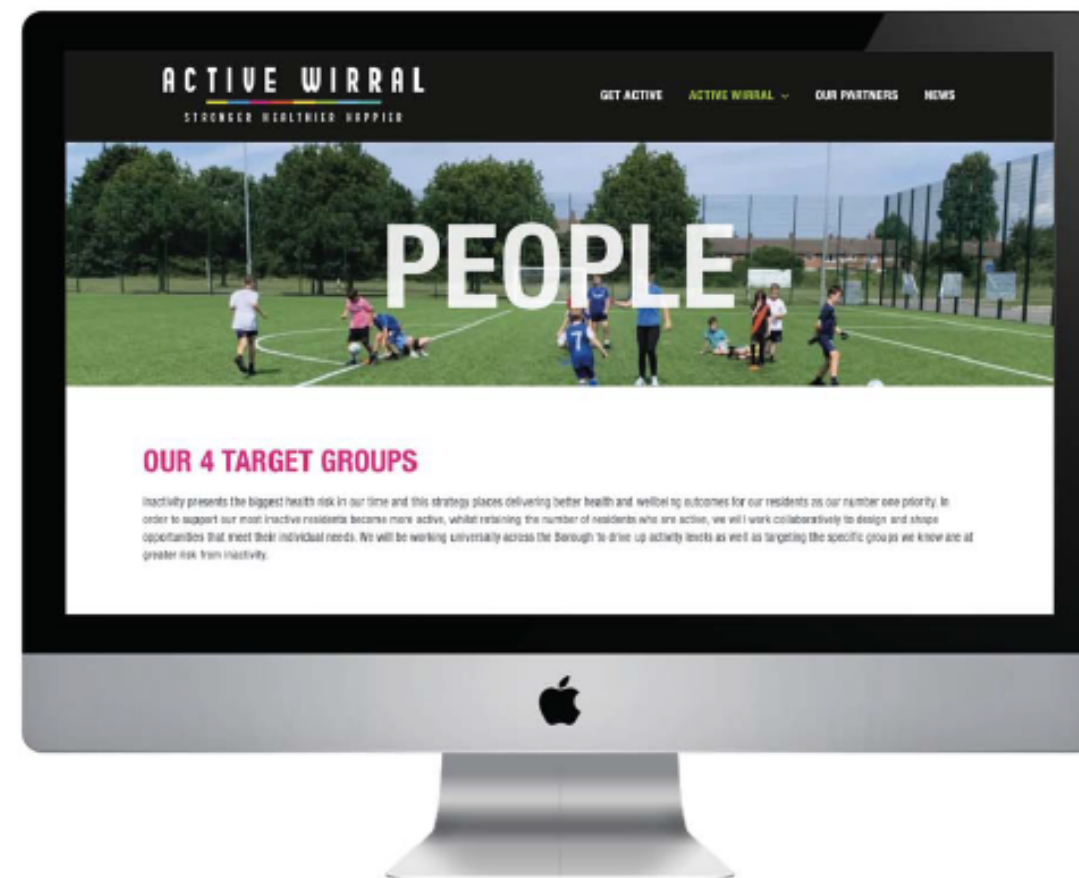 ACTIVE WIRRAL
STRONGER HEALTHIER HAPPIER
GET ACTIVE ACTIVE WIRRAL OUR PARTNERS NEWS
PEOPLE
7
OUR 4 TARGET GROUPS
Inactivity presents the biggest health risk in our time and this strategy places delivering better health and wellbeing outcomes for our residents as our number one priority. In
order to support our most inactive residents become more active, whilst retaining the number of residents who are active, we will work collaboratively to design and shape
opportunities that meet their individual needs. We will be working universally across the Borough to drive up activity levels as well as targeting the specific groups we know are at
greater risk from inactivity.